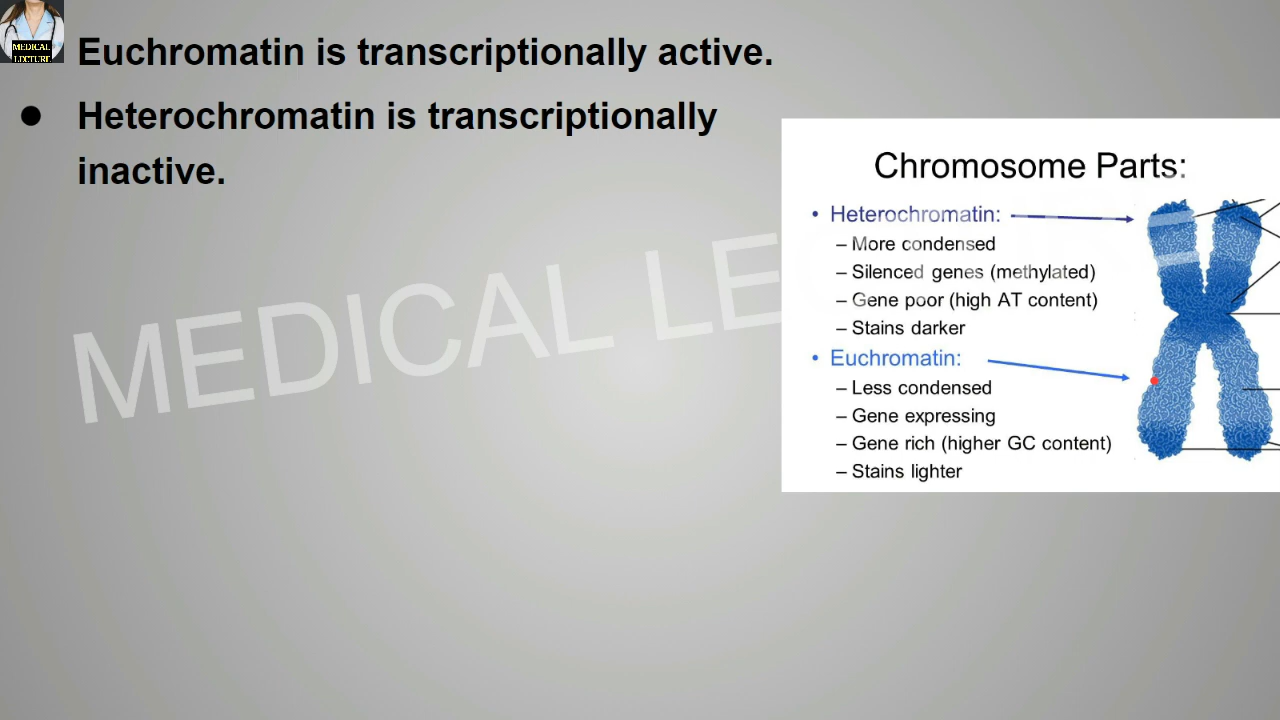 MEDICAL
LECTURE
Euchromatin is transcriptionally active.
● Heterochromatin is transcriptionally
inactive.
MEDICAL LEC
Chromosome Parts:
• Heterochromatin:
– More condensed
– Silenced genes (methylated)
– Gene poor (high AT content)
– Stains darker
• Euchromatin:
– Less condensed
– Gene expressing
– Gene rich (higher GC content)
– Stains lighter